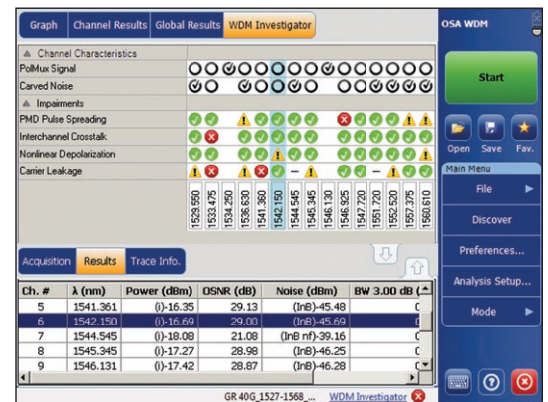 Graph Channel Results Global Results WDM Investigator
OSA WDM
Channel Characteristics
PolMux Signal
Carved Noise
Impairments
PMD Pulse Spreading
Interchannel Crosstalk
Nonlinear Depolarization
Carrier Leakage
1529.550 1533.475 1534.250 1536.630 1541.360 1542.150 1544.545 1545.345 1546.130 1546.925 1547.720 1551.720 1552.520 1557.375 1560.610
Start
Open Save Fav.
Main Menu
File
Discover
Preferences...
Analysis Setup...
Mode
Acquisition Results Trace Info.
Ch. # λ (nm) Power (dBm) OSNR (dB) Noise (dBm) BW 3.00 dB (
5 1541.361 (i)-16.35 29.13 (InB)-45.48
6 1542.150 (i)-16.69 29.00 (InB)-45.69
7 1544.545 (i)-18.08 21.08 (InB nf)-39.16
8 1545.345 (i)-17.27 28.98 (InB)-46.25
9 1546.131 (i)-17.42 28.87 (InB)-46.28
GR 40G_1527-1568_... WDM Investigator